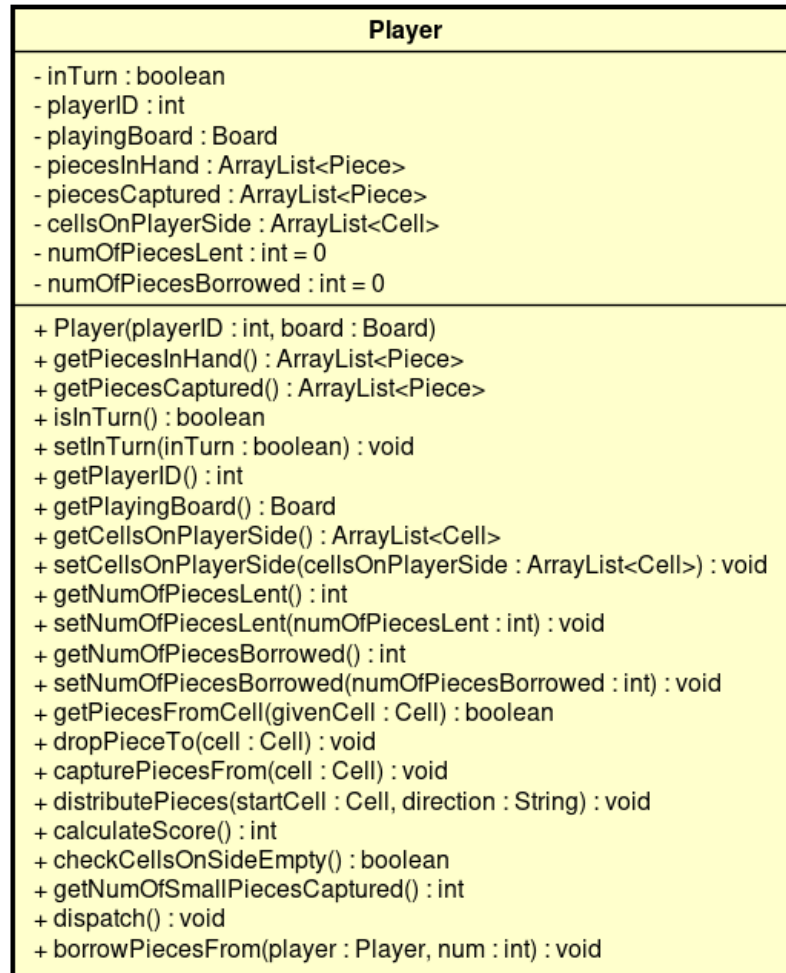 Player
- inTurn : boolean
- playerID : int
- playingBoard : Board
- piecesInHand : ArrayList<Piece>
- piecesCaptured : ArrayList<Piece>
- cellsOnPlayerSide : ArrayList<Cell>
- numOfPiecesLent : int = 0
- numOfPiecesBorrowed : int = 0
+ Player(playerID : int, board : Board)
+ getPiecesInHand() : ArrayList<Piece>
+ getPiecesCaptured() : ArrayList<Piece>
+ isInTurn() : boolean
+ setInTurn(inTurn : boolean) : void
+ getPlayerID() : int
+ getPlayingBoard() : Board
+ getCellsOnPlayerSide() : ArrayList<Cell>
+ setCellsOnPlayerSide(cellsOnPlayerSide : ArrayList<Cell>) : void
+ getNumOfPiecesLent() : int
+ setNumOfPiecesLent(numOfPiecesLent : int) : void
+ getNumOfPiecesBorrowed() : int
+ setNumOfPiecesBorrowed(numOfPiecesBorrowed : int) : void
+ getPiecesFromCell(givenCell : Cell) : boolean
+ dropPieceTo(cell : Cell) : void
+ capturePiecesFrom(cell : Cell) : void
+ distributePieces(startCell : Cell, direction : String) : void
+ calculateScore() : int
+ checkCellsOnSideEmpty() : boolean
+ getNumOfSmallPiecesCaptured() : int
+ dispatch() : void
+ borrowPiecesFrom(player : Player, num : int) : void